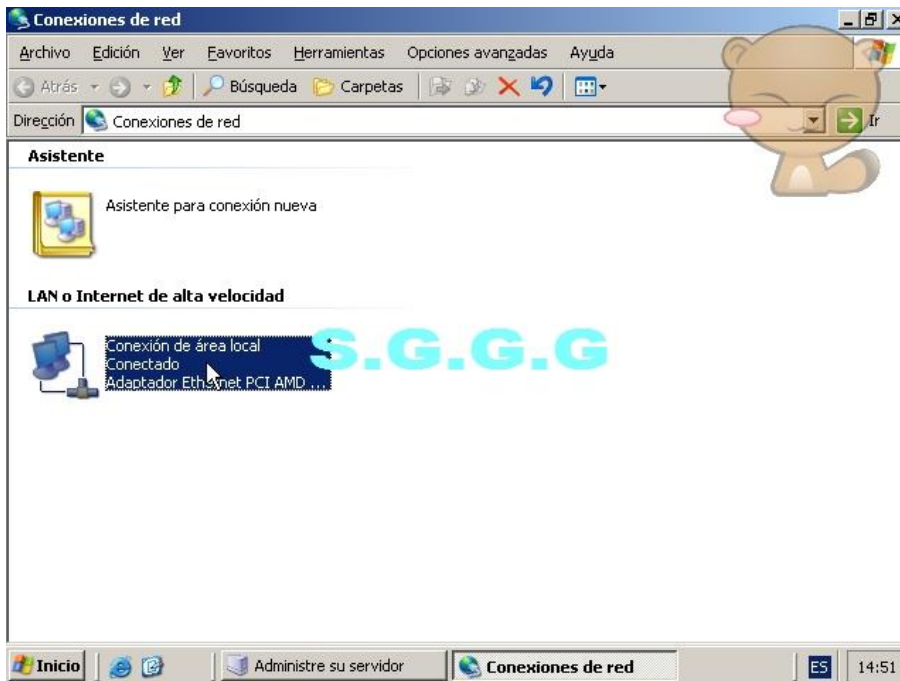 Conexiones de red
Archivo Edición Ver Favoritos Herramientas Opciones avanzadas Ayuda
Atrás Búsqueda Carpetas
Dirección Conexiones de red Ir
Asistente
Asistente para conexión nueva
LAN o Internet de alta velocidad
Conexión de área local
Conectado
Adaptador Ethernet PCI AMD ...
S.G.G.G
Inicio Administre su servidor Conexiones de red ES 14:51